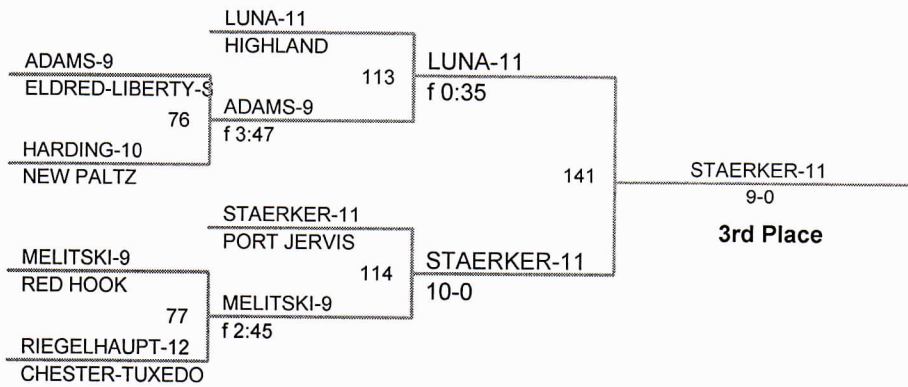 LUNA-11
HIGHLAND
ADAMS-9
ELDRED-LIBERTY-S
113
LUNA-11
f 0:35
76
ADAMS-9
f 3:47
HARDING-10
NEW PALTZ
141
STAERKER-11
9-0
3rd Place
STAERKER-11
PORT JERVIS
MELITSKI-9
RED HOOK
114
STAERKER-11
10-0
77
MELITSKI-9
f 2:45
RIEGELHAUPT-12
CHESTER-TUXEDO